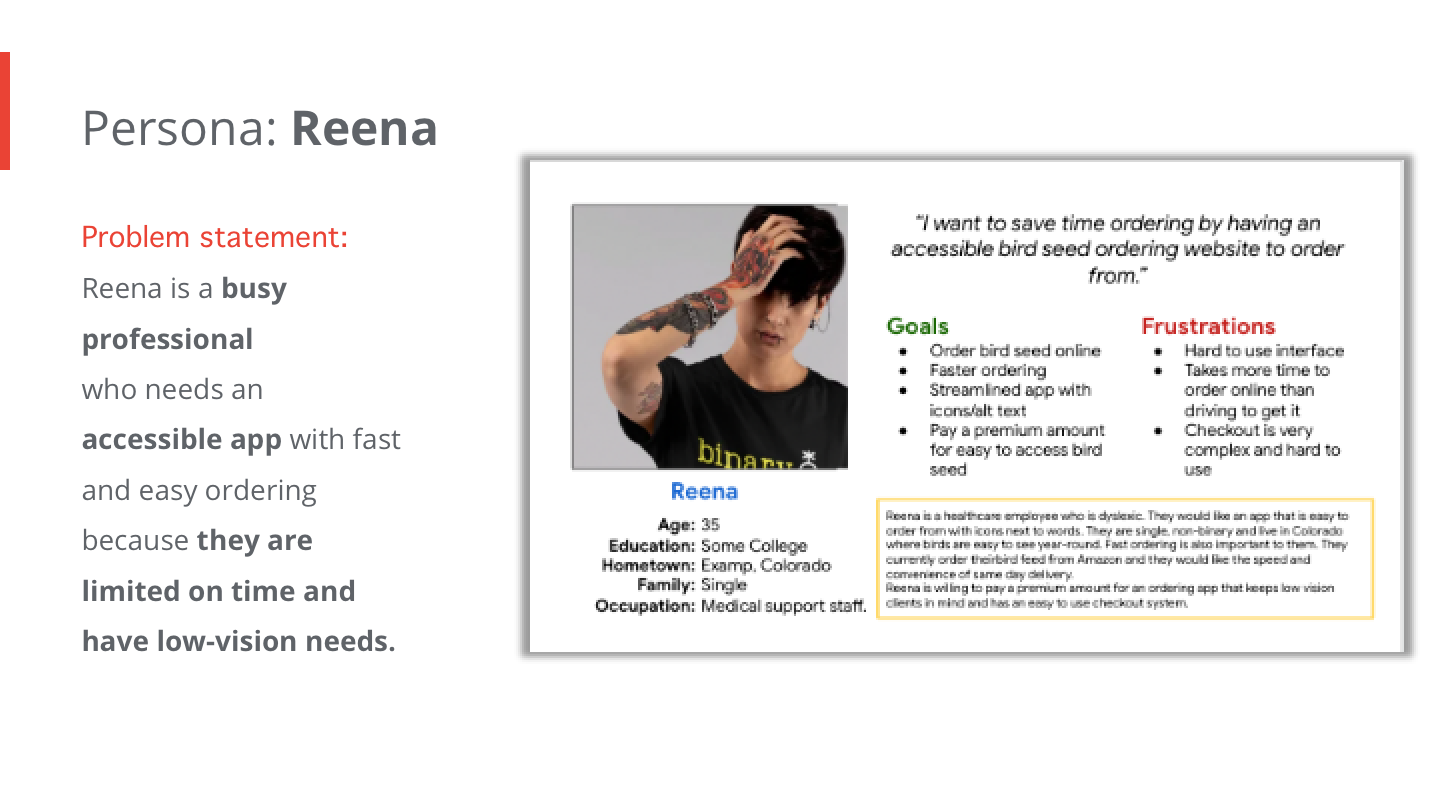 Persona: Reena
Problem statement:
Reena is a busy
professional
who needs an
accessible app with fast
and easy ordering
because they are
limited on time and
have low-vision needs.
"I want to save time ordering by having an
accessible bird seed ordering website to order
from."
Goals
● Order bird seed online
● Faster ordering
● Streamlined app with
icons/alt text
● Pay a premium amount
for easy to access bird
seed
Frustrations
● Hard to use interface
● Takes more time to
order online than
driving to get it
● Checkout is very
complex and hard to
use
binary
Reena
Age: 35
Education: Some College
Hometown: Examp, Colorado
Family: Single
Occupation: Medical support staff.
Reena is a healthcare employee who is dyslexic. They would like an app that is easy to
order from with icons next to words. They are single, non-binary and live in Colorado
where birds are easy to see year-round. Fast ordering is also important to them. They
currently order theirbird feed from Amazon and they would like the speed and
convenience of same day delivery.
Reena is willing to pay a premium amount for an ordering app that keeps low vision
clients in mind and has an easy to use checkout system.